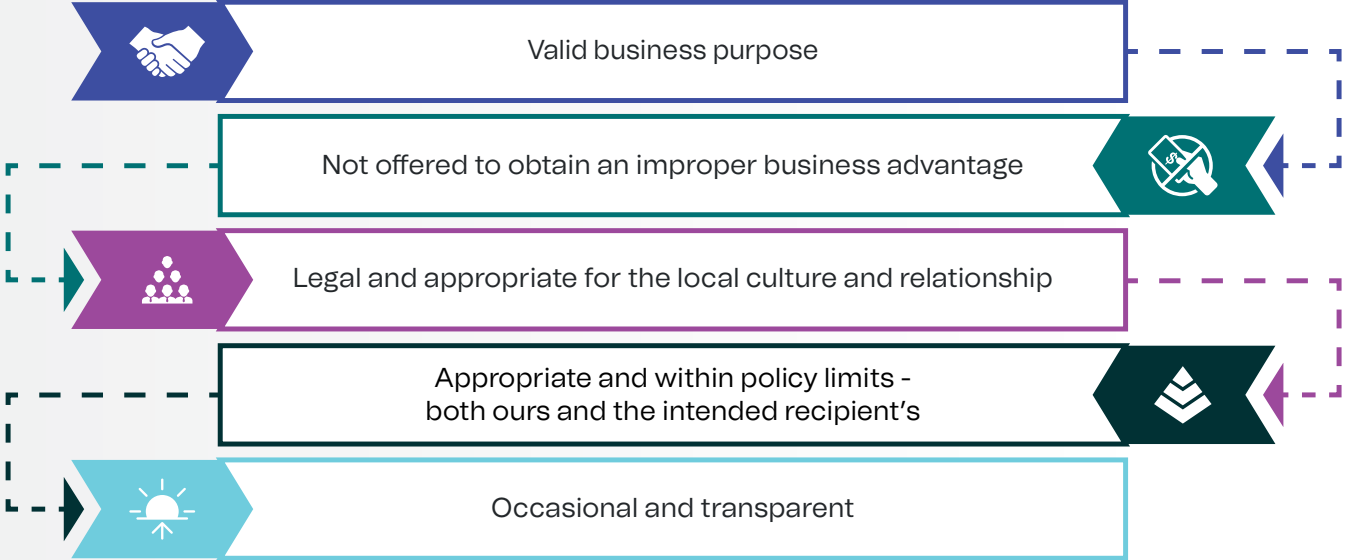 Valid business purpose
Not offered to obtain an improper business advantage
Legal and appropriate for the local culture and relationship
Appropriate and within policy limits -
both ours and the intended recipient’s
Occasional and transparent